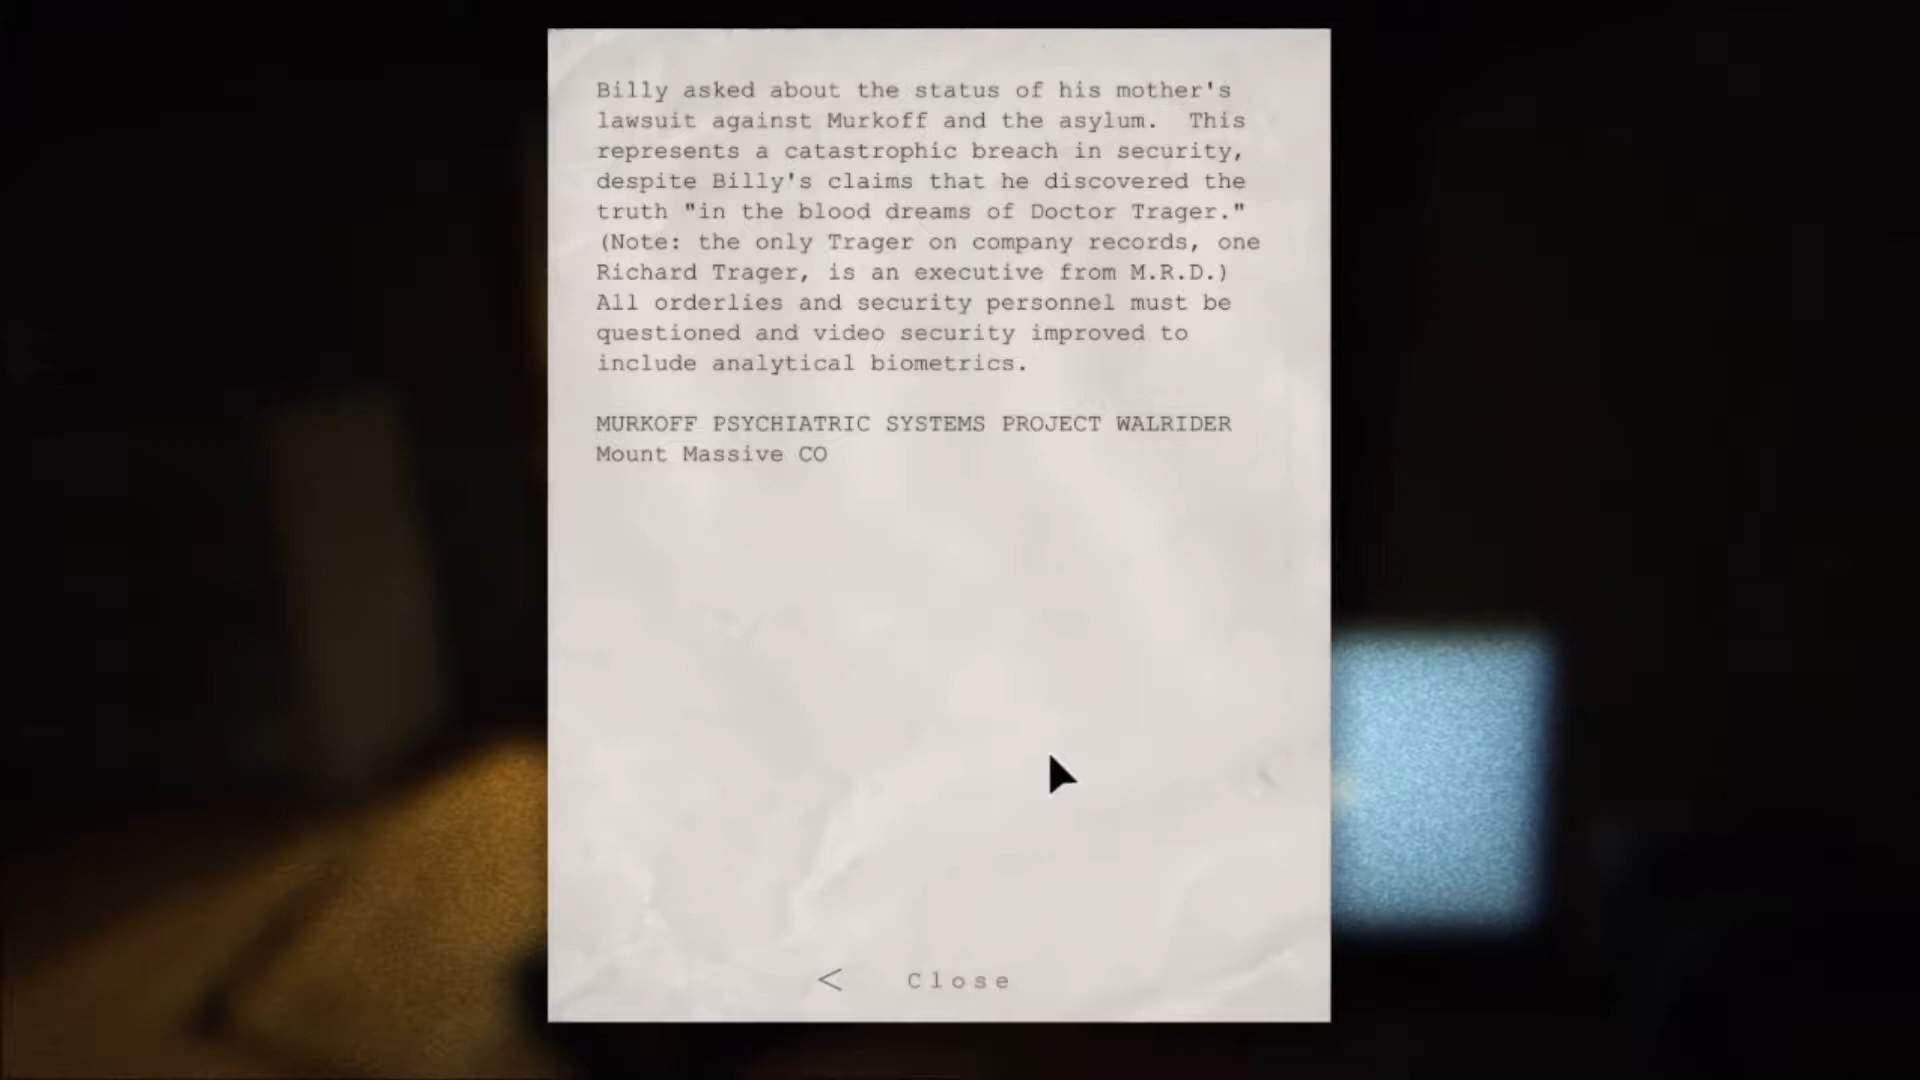 Billy asked about the status of his mother's
lawsuit against Murkoff and the asylum.  This
represents a catastrophic breach in security,
despite Billy's claims that he discovered the
truth "in the blood dreams of Doctor Trager."
(Note: the only Trager on company records, one
Richard Trager, is an executive from M.R.D.)
All orderlies and security personnel must be
questioned and video security improved to
include analytical biometrics.

MURKOFF PSYCHIATRIC SYSTEMS PROJECT WALRIDER
Mount Massive CO
< Close